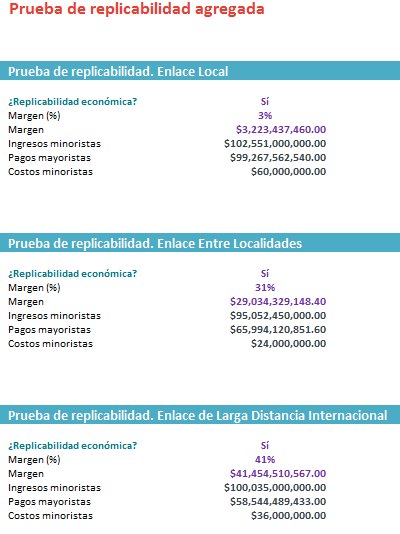 Prueba de replicabilidad agregada
Prueba de replicabilidad. Enlace Local
¿Replicabilidad económica? Sí
Margen (%) 3%
Margen $3,223,437,460.00
Ingresos minoristas $102,551,000,000.00
Pagos mayoristas $99,267,562,540.00
Costos minoristas $60,000,000.00
Prueba de replicabilidad. Enlace Entre Localidades
¿Replicabilidad económica? Sí
Margen (%) 31%
Margen $29,034,329,148.40
Ingresos minoristas $95,052,450,000.00
Pagos mayoristas $65,994,120,851.60
Costos minoristas $24,000,000.00
Prueba de replicabilidad. Enlace de Larga Distancia Internacional
¿Replicabilidad económica? Sí
Margen (%) 41%
Margen $41,454,510,567.00
Ingresos minoristas $100,035,000,000.00
Pagos mayoristas $58,544,489,433.00
Costos minoristas $36,000,000.00